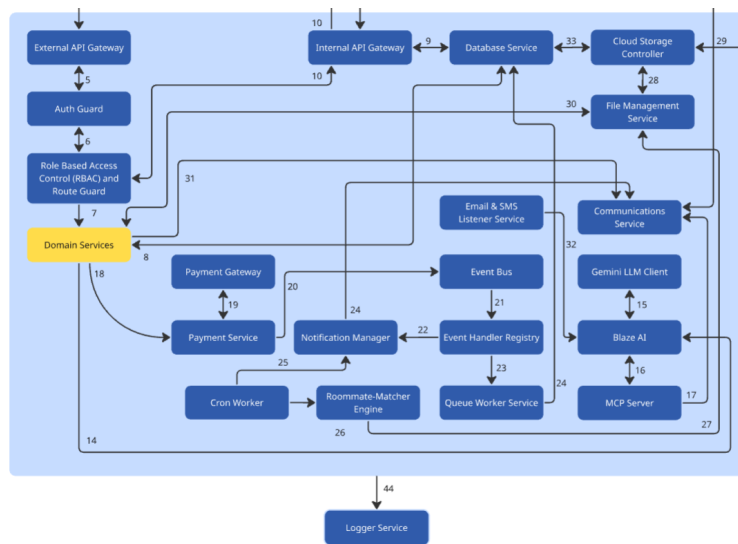 10
29
External API Gateway
Internal API Gateway
9
Database Service
33
Cloud Storage
Controller
5
10
28
Auth Guard
30
File Management
Service
6
Role Based Access
Control (RBAC) and
Route Guard
31
7
Email & SMS
Listener Service
Communications
Service
Domain Services
8
32
18
Payment Gateway
20
Event Bus
Gemini LLM Client
19
24
21
15
Payment Service
Notification Manager
22
Event Handler Registry
Blaze AI
25
23
24
16
Cron Worker
Roommate-Matcher
Engine
Queue Worker Service
MCP Server
17
26
27
14
44
Logger Service